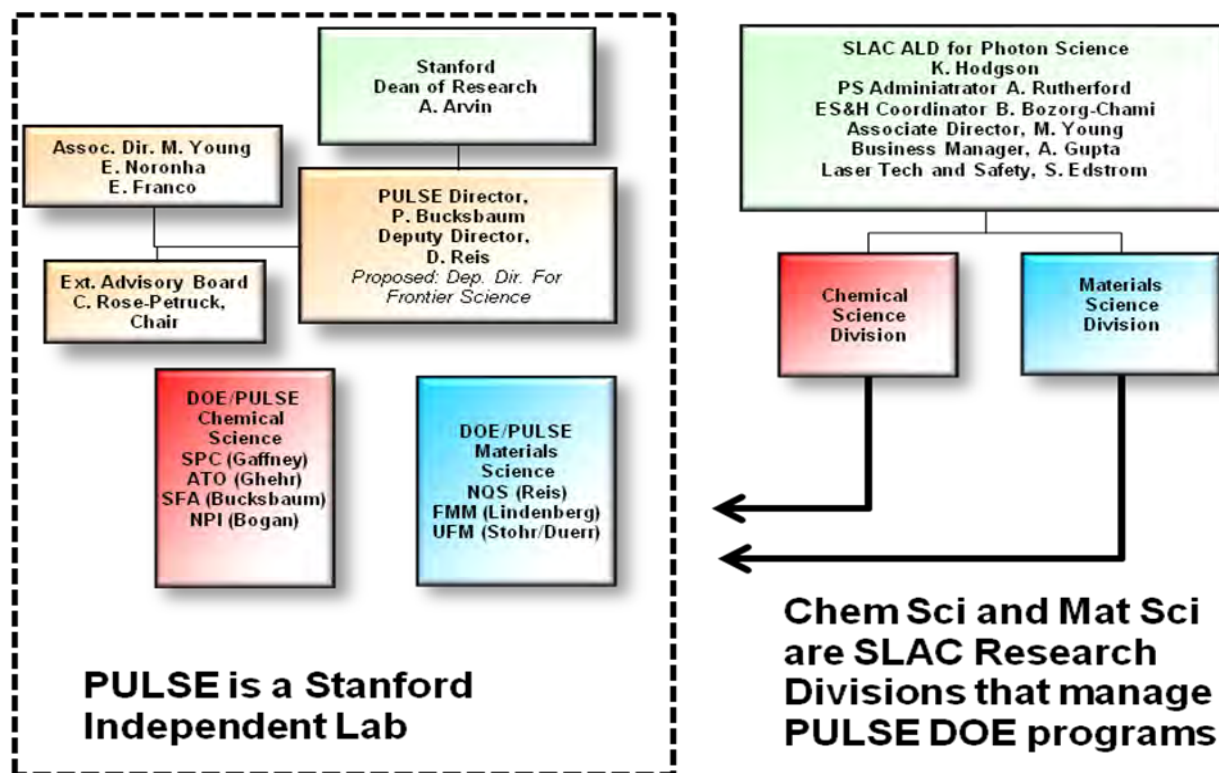 Stanford
Dean of Research
A. Arvin
Assoc. Dir. M. Young
E. Noronha
E. Franco
PULSE Director,
P. Bucksbaum
Deputy Director,
D. Reis
Proposed: Dep. Dir. For
Frontier Science
Ext. Advisory Board
C. Rose-Petruck,
Chair
DOE/PULSE
Chemical
Science
SPC (Gaffney)
ATO (Ghehr)
SFA (Bucksbaum)
NPI (Bogan)
DOE/PULSE
Materials
Science
NQS (Reis)
FMM (Lindenberg)
UFM (Stohr/Duerr)
PULSE is a Stanford
Independent Lab
SLAC ALD for Photon Science
K. Hodgson
PS Adminiatrator A. Rutherford
ES&H Coordinator B. Bozorg-Chami
Associate Director, M. Young
Business Manager, A. Gupta
Laser Tech and Safety, S. Edstrom
Chemical
Science
Division
Materials
Science
Division
Chem Sci and Mat Sci
are SLAC Research
Divisions that manage
PULSE DOE programs